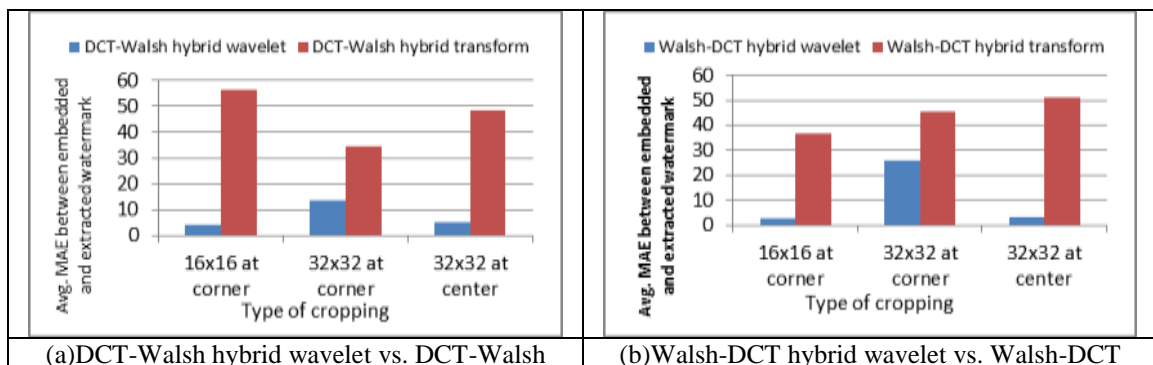 DCT-Walsh hybrid wavelet DCT-Walsh hybrid transform
Avg. MAE between embedded
and extracted watermark
60
50
40
30
20
10
0
16x16 at
corner
32x32 at
corner
32x32 at
center
Type of cropping
(a)DCT-Walsh hybrid wavelet vs. DCT-Walsh
Walsh-DCT hybrid wavelet Walsh-DCT hybrid transform
Avg. MAE between embedded
and extracted watermark
60
50
40
30
20
10
0
16x16 at
corner
32x32 at
corner
32x32 at
center
Type of cropping
(b)Walsh-DCT hybrid wavelet vs. Walsh-DCT